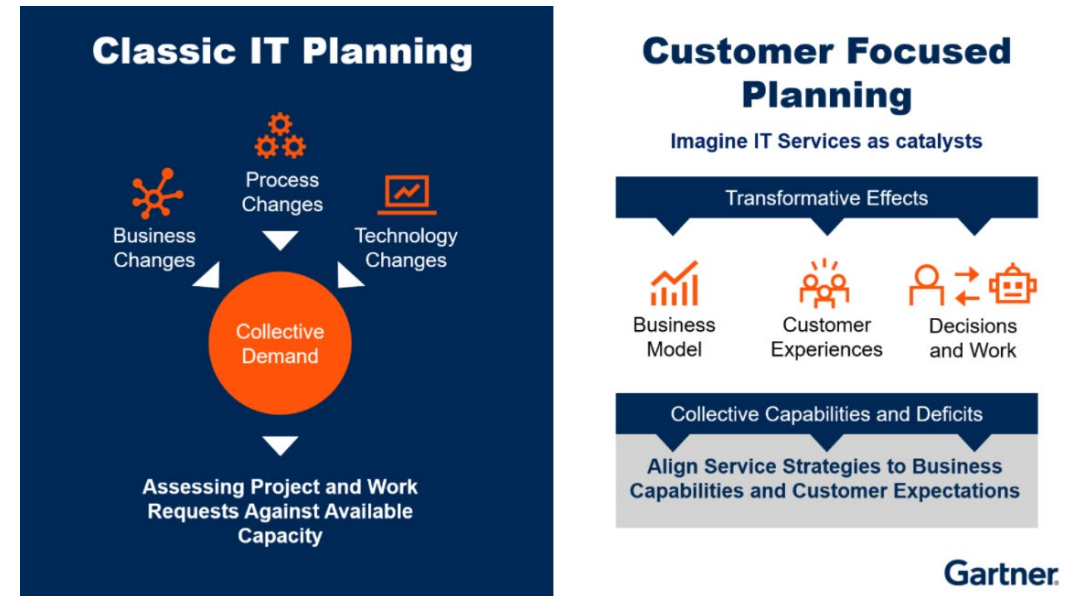 Classic IT Planning
Process
Changes
Business
Changes
Technology
Changes
Collective
Demand
Assessing Project and Work
Requests Against Available
Capacity
Customer Focused
Planning
Imagine IT Services as catalysts
Transformative Effects
Business
Model
Customer
Experiences
Decisions
and Work
Collective Capabilities and Deficits
Align Service Strategies to Business
Capabilities and Customer Expectations
Gartner